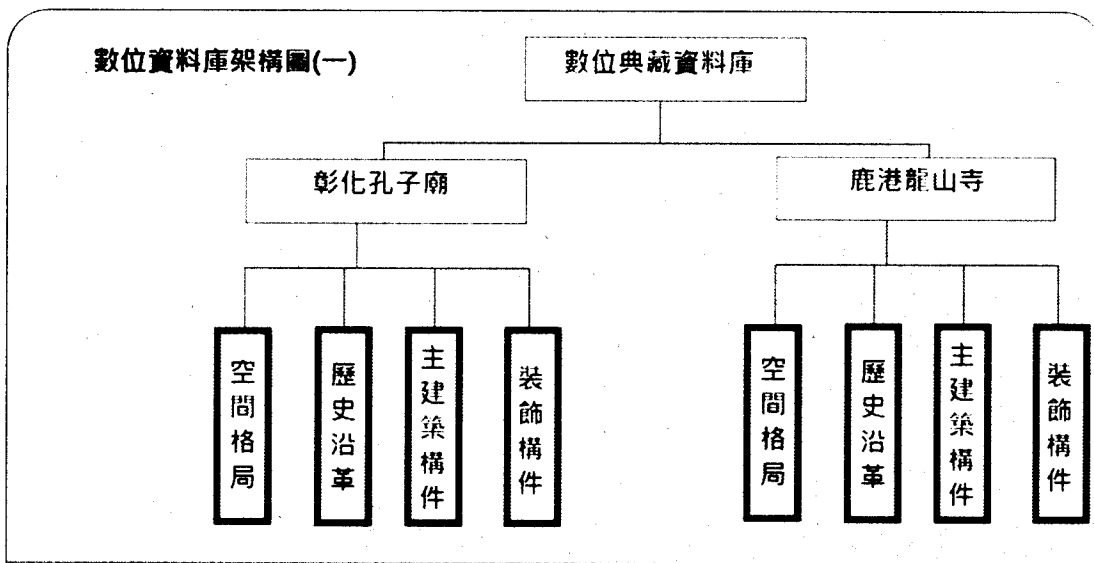 數位資料庫架構圖(一)
數位典藏資料庫
彰化孔子廟
鹿港龍山寺
空間格局
歷史沿革
主建築構件
裝飾構件
空間格局
歷史沿革
主建築構件
裝飾構件